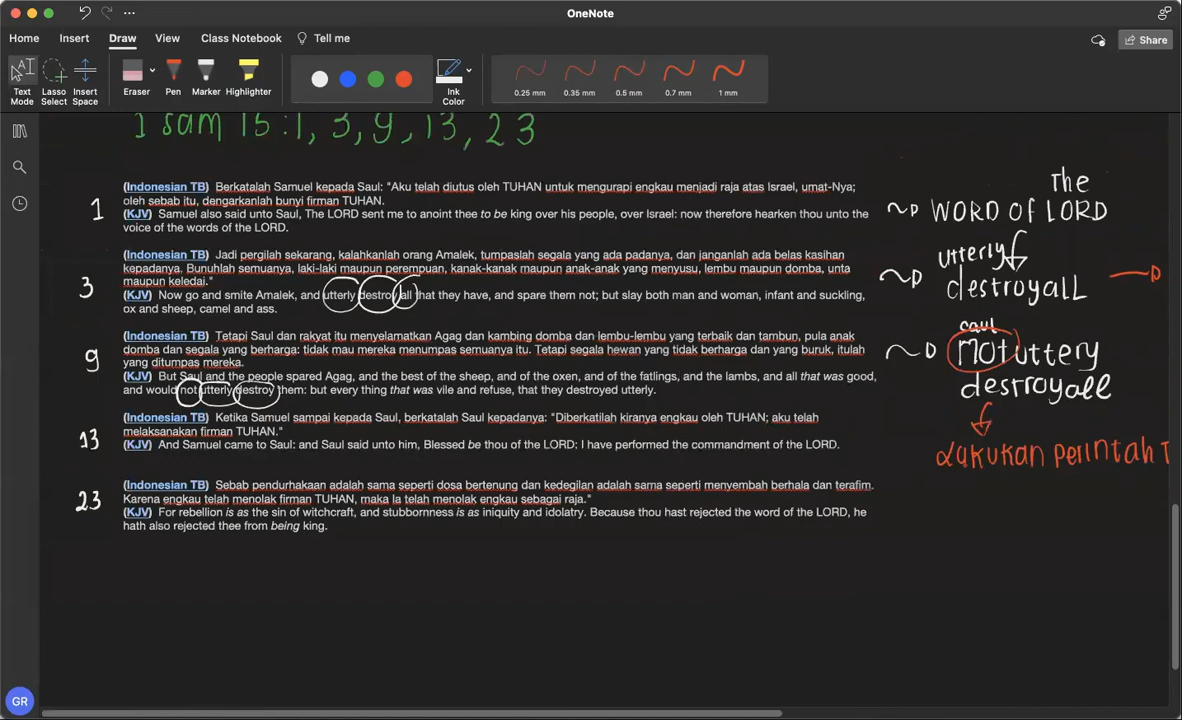 OneNote
Home Insert Draw View Class Notebook Tell me
Share
Text Mode
Lasso Select
Insert Space
Eraser
Pen
Marker
Highlighter
Ink Color
0.25 mm 0.35 mm 0.5 mm 0.7 mm 1 mm
1 sam 15:1, 3, 9, 13, 23
1
(Indonesian TB) Berkatalah Samuel kepada Saul: "Aku telah diutus oleh TUHAN untuk mengurapi engkau menjadi raja atas Israel, umat-Nya;
oleh sebab itu, dengarkanlah bunyi firman TUHAN.
(KJV) Samuel also said unto Saul, The LORD sent me to anoint thee to be king over his people, over Israel: now therefore hearken thou unto the
voice of the words of the LORD.
3
(Indonesian TB) Jadi pergilah sekarang, kalahkanlah orang Amalek, tumpaslah segala yang ada padanya, dan janganlah ada belas kasihan
kepadanya. Bunuhlah semuanya, laki-laki maupun perempuan, kanak-kanak maupun anak-anak yang menyusu, lembu maupun domba, unta
maupun keledai."
(KJV) Now go and smite Amalek, and utterly destroy all that they have, and spare them not; but slay both man and woman, infant and suckling,
ox and sheep, camel and ass.
9
(Indonesian TB) Tetapi Saul dan rakyat itu menyelamatkan Agag dan kambing domba dan lembu-lembu yang terbaik dan tambun, pula anak
domba dan segala yang berharga: tidak mau mereka menumpas semuanya itu. Tetapi segala hewan yang tidak berharga dan yang buruk, itulah
yang ditumpas mereka.
(KJV) But Saul and the people spared Agag, and the best of the sheep, and of the oxen, and of the fatlings, and the lambs, and all that was good,
and would not utterly destroy them: but every thing that was vile and refuse, that they destroyed utterly.
13
(Indonesian TB) Ketika Samuel sampai kepada Saul, berkatalah Saul kepadanya: "Diberkatilah kiranya engkau oleh TUHAN; aku telah
melaksanakan firman TUHAN."
(KJV) And Samuel came to Saul: and Saul said unto him, Blessed be thou of the LORD: I have performed the commandment of the LORD.
23
(Indonesian TB) Sebab pendurhakaan adalah sama seperti dosa bertenung dan kedegilan adalah sama seperti menyembah berhala dan terafim.
Karena engkau telah menolak firman TUHAN, maka Ia telah menolak engkau sebagai raja."
(KJV) For rebellion is as the sin of witchcraft, and stubbornness is as iniquity and idolatry. Because thou hast rejected the word of the LORD, he
hath also rejected thee from being king.
The
WORD OF LORD
utterly
destroy all
saul
not uttery
destroy all
Lakukan perintah T
GR